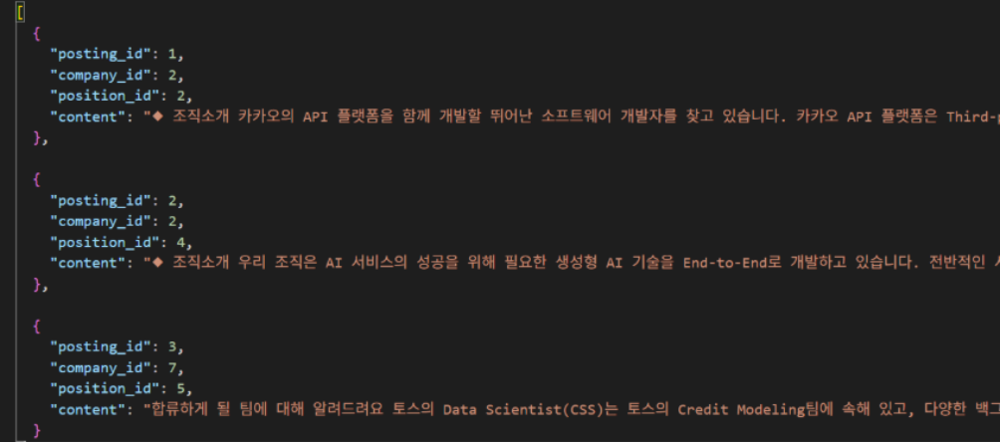 [
{
"posting_id": 1,
"company_id": 2,
"position_id": 2,
"content": "◆ 조직소개 카카오의 API 플랫폼을 함께 개발할 뛰어난 소프트웨어 개발자를 찾고 있습니다. 카카오 API 플랫폼은 Third-
},
{
"posting_id": 2,
"company_id": 2,
"position_id": 4,
"content": "◆ 조직소개 우리 조직은 AI 서비스의 성공을 위해 필요한 생성형 AI 기술을 End-to-End로 개발하고 있습니다. 전반적인
},
{
"posting_id": 3,
"company_id": 7,
"position_id": 5,
"content": "합류하게 될 팀에 대해 알려드려요 토스의 Data Scientist(CSS)는 토스의 Credit Modeling팀에 속해 있고, 다양한
}